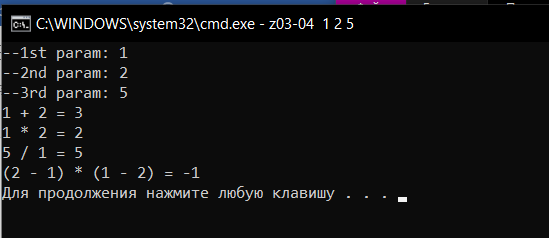 C:\WINDOWS\system32\cmd.exe - z03-04 1 2 5
--1st param: 1
--2nd param: 2
--3rd param: 5
1 + 2 = 3
1 * 2 = 2
5 / 1 = 5
(2 - 1) * (1 - 2) = -1
Для продолжения нажмите любую клавишу . . .